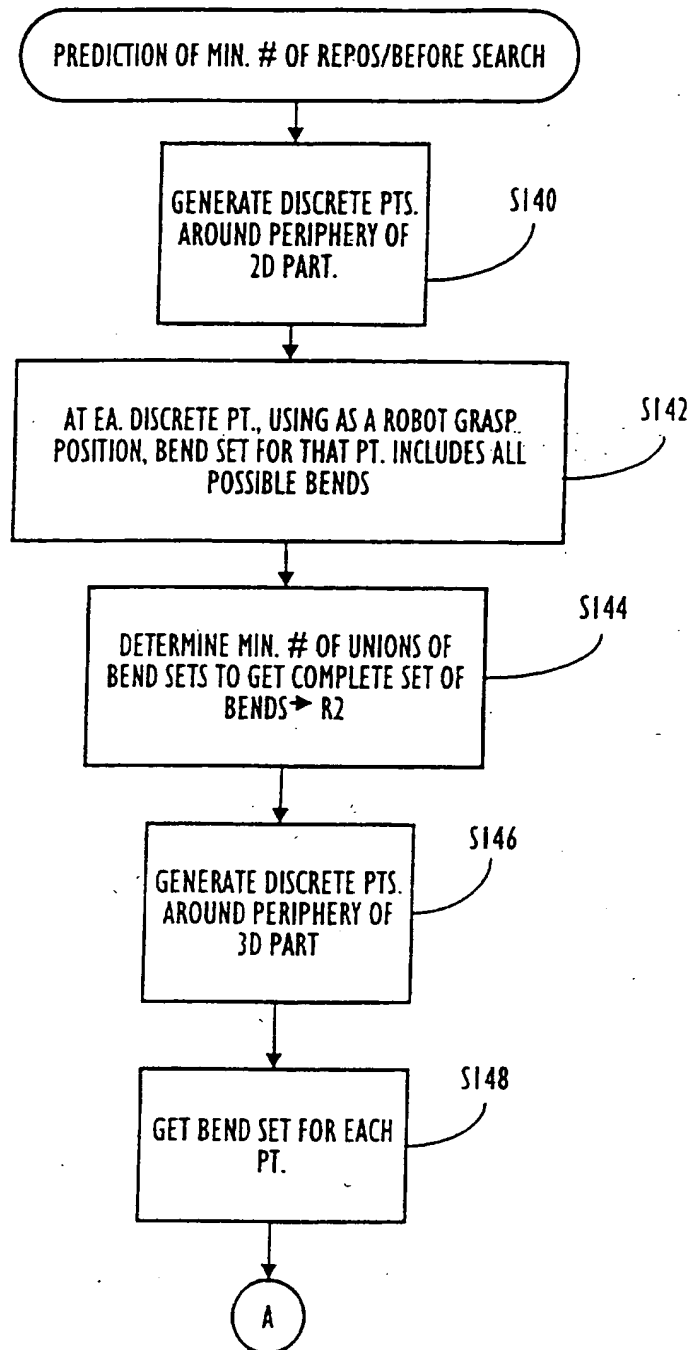 PREDICTION OF MIN. # OF REPOS/BEFORE SEARCH
GENERATE DISCRETE PTS.
AROUND PERIPHERY OF
2D PART.
S140
AT EA. DISCRETE PT., USING AS A ROBOT GRASP
POSITION, BEND SET FOR THAT PT. INCLUDES ALL
POSSIBLE BENDS
S142
DETERMINE MIN. # OF UNIONS OF
BEND SETS TO GET COMPLETE SET OF
BENDS → R2
S144
GENERATE DISCRETE PTS.
AROUND PERIPHERY OF
3D PART
S146
GET BEND SET FOR EACH
PT.
S148
A